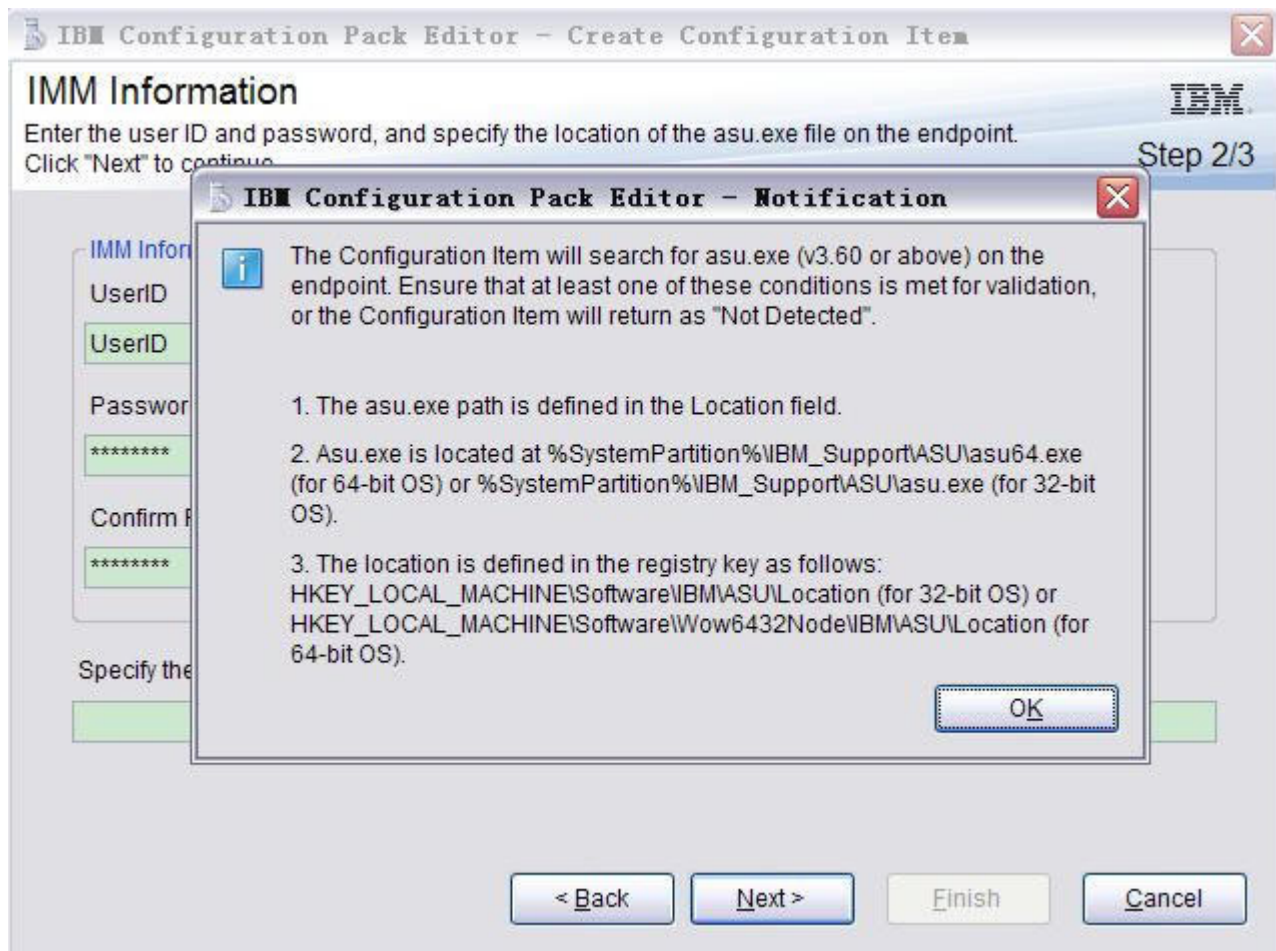 IBM Configuration Pack Editor - Create Configuration Item
IMM Information
IBM
Enter the user ID and password, and specify the location of the asu.exe file on the endpoint.
Click "Next" to continue
Step 2/3
IBM Configuration Pack Editor - Notification
IMM Inform
UserID
UserID
Passwor
********
Confirm
********
Specify the
The Configuration Item will search for asu.exe (v3.60 or above) on the
endpoint. Ensure that at least one of these conditions is met for validation,
or the Configuration Item will return as "Not Detected".
1. The asu.exe path is defined in the Location field.
2. Asu.exe is located at %SystemPartition%\IBM_Support\ASU\asu64.exe
(for 64-bit OS) or %SystemPartition%\IBM_Support\ASU\asu.exe (for 32-bit
OS).
3. The location is defined in the registry key as follows:
HKEY_LOCAL_MACHINE\Software\IBM\ASU\Location (for 32-bit OS) or
HKEY_LOCAL_MACHINE\Software\Wow6432Node\IBM\ASU\Location (for
64-bit OS).
OK
< Back
Next >
Finish
Cancel